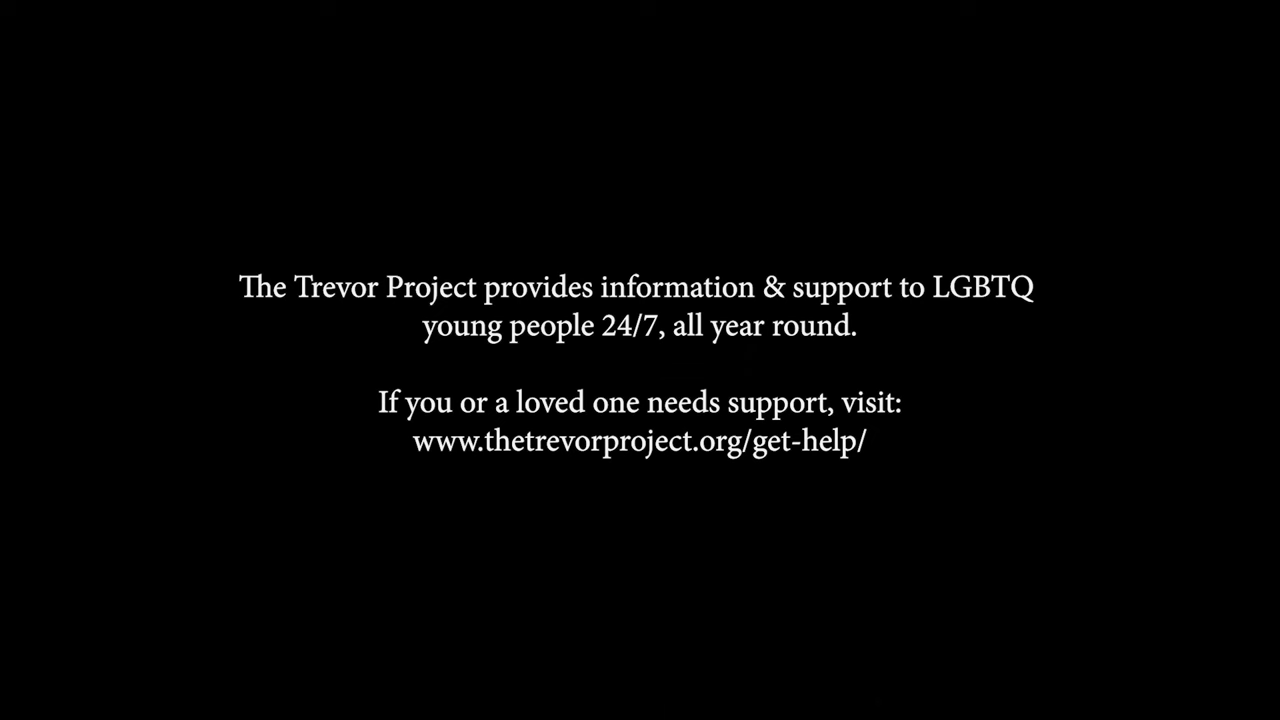 The Trevor Project provides information & support to LGBTQ
young people 24/7, all year round.
If you or a loved one needs support, visit:
www.thetrevorproject.org/get-help/